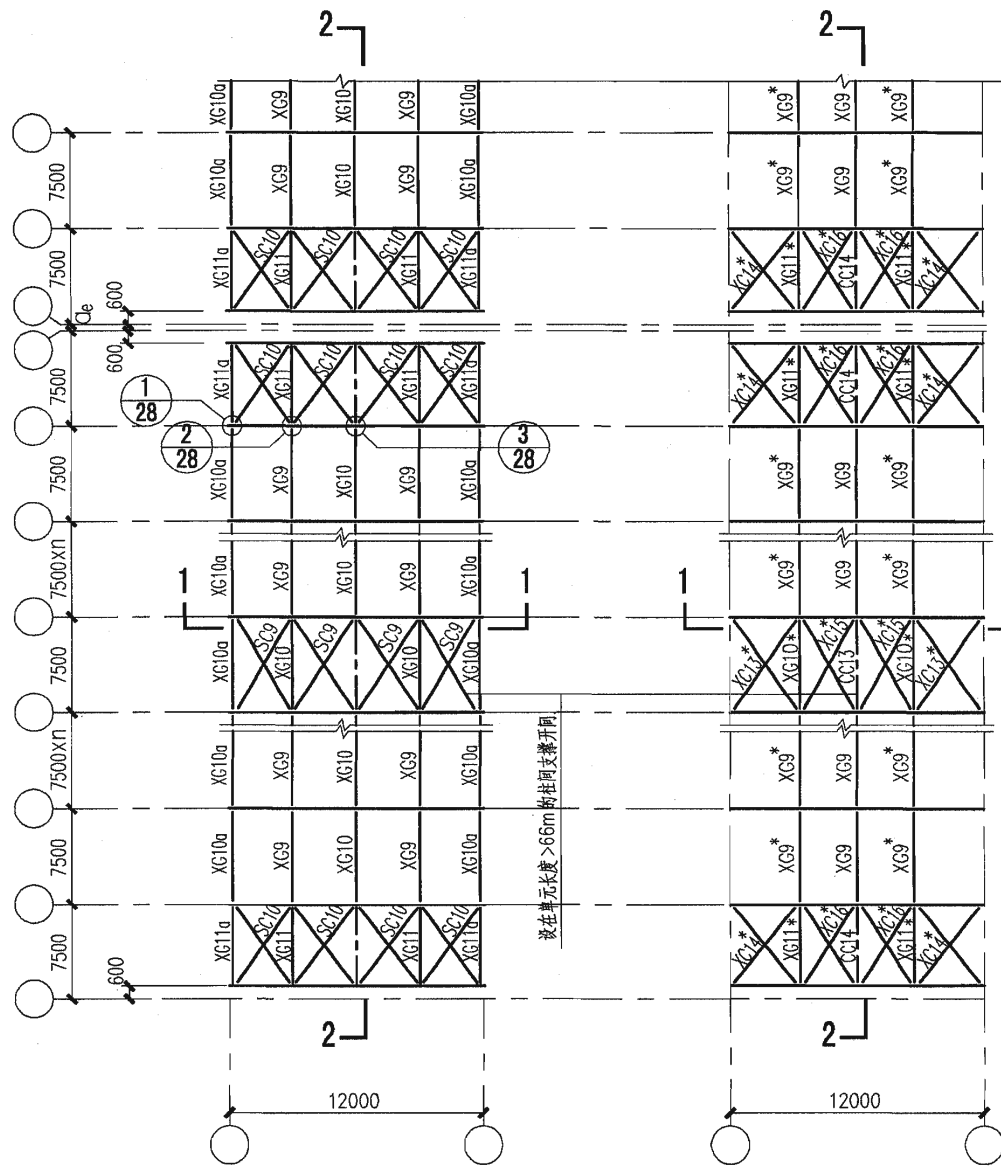 2 2
XG10a XG9 XG10 XG9 XG10a XG9* XG9 XG9*
7500 XG10a XG9 XG10 XG9 XG10a XG9* XG9 XG9*
7500 XG11a SC10 XG11 SC10 SC10 XG11 SC10 XG11a XC14* XG11* XC16* CC14 XC16* XG11* XC14*
600
ae
600
7500 XG11a SC10 XG11 SC10 SC10 XG11 SC10 XG11a XC14* XG11* XC16* CC14 XC16* XG11* XC14*
1
28
2
28
3
28
7500 XG10a XG9 XG10 XG9 XG10a XG9* XG9 XG9*
7500xn XG10a XG9 XG10 XG9 XG10a XG9* XG9 XG9*
1 1 1
7500 XG10a SC9 XG10 SC9 SC9 XG10 SC9 XG10a XC13* XG10* XC15* CC13 XC15* XG10* XC13*
7500xn XG10a XG9 XG10 XG9 XG10a XG9* XG9 XG9*
设在单元长度>66m的柱间支撑开间
7500 XG10a XG9 XG10 XG9 XG10a XG9* XG9 XG9*
7500 XG11a SC10 XG11 SC10 SC10 XG11 SC10 XG11a XC14* XG11* XC16* CC14 XC16* XG11* XC14*
600
2 2
12000 12000